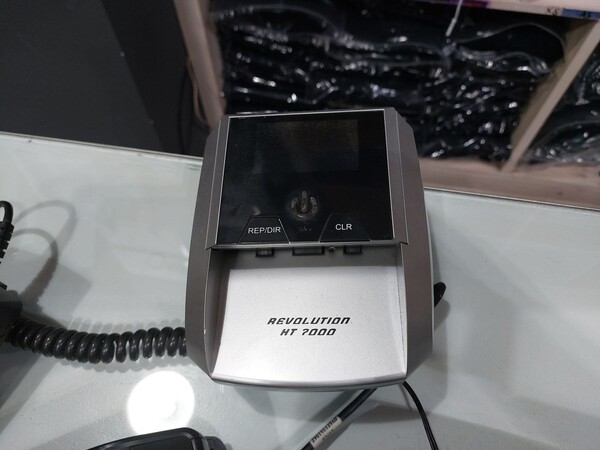 REP/DIR
CLR
REVOLUTION
HT 7000